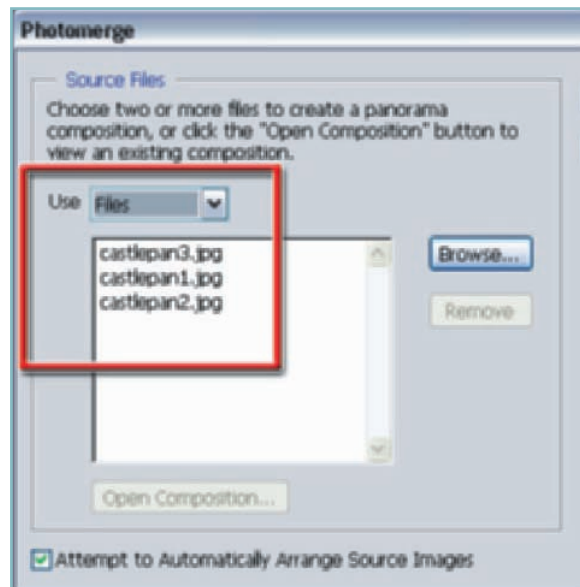 Photomerge
Source Files
Choose two or more files to create a panorama
composition, or click the "Open Composition" button to
view an existing composition.
Use Files
castlepan3.jpg
castlepan1.jpg
castlepan2.jpg
Browse...
Remove
Open Composition...
Attempt to Automatically Arrange Source Images